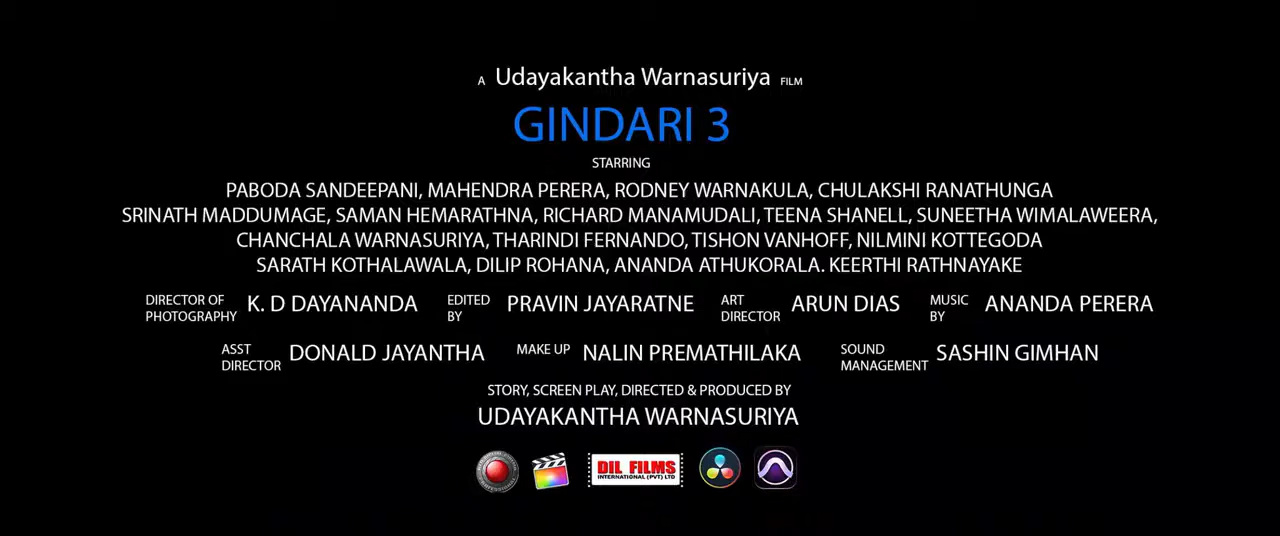 A Udayakantha Warnasuriya FILM
GINDARI 3
STARRING
PABODA SANDEEPANI, MAHENDRA PERERA, RODNEY WARNAKULA, CHULAKSHI RANATHUNGA
SRINATH MADDUMAGE, SAMAN HEMARATHNA, RICHARD MANAMUDALI, TEENA SHANELL, SUNEETHA WIMALAWEERA,
CHANCHALA WARNASURIYA, THARINDI FERNANDO, TISHON VANHOFF, NILMINI KOTTEGODA
SARATH KOTHALAWALA, DILIP ROHANA, ANANDA ATHUKORALA. KEERTHI RATHNAYAKE
DIRECTOR OF PHOTOGRAPHY K. D DAYANANDA EDITED BY PRAVIN JAYARATNE ART DIRECTOR ARUN DIAS MUSIC BY ANANDA PERERA
ASST DIRECTOR DONALD JAYANTHA MAKE UP NALIN PREMATHILAKA SOUND MANAGEMENT SASHIN GIMHAN
STORY, SCREEN PLAY, DIRECTED & PRODUCED BY
UDAYAKANTHA WARNASURIYA
DIL FILMS
INTERNATIONAL (PVT) LTD